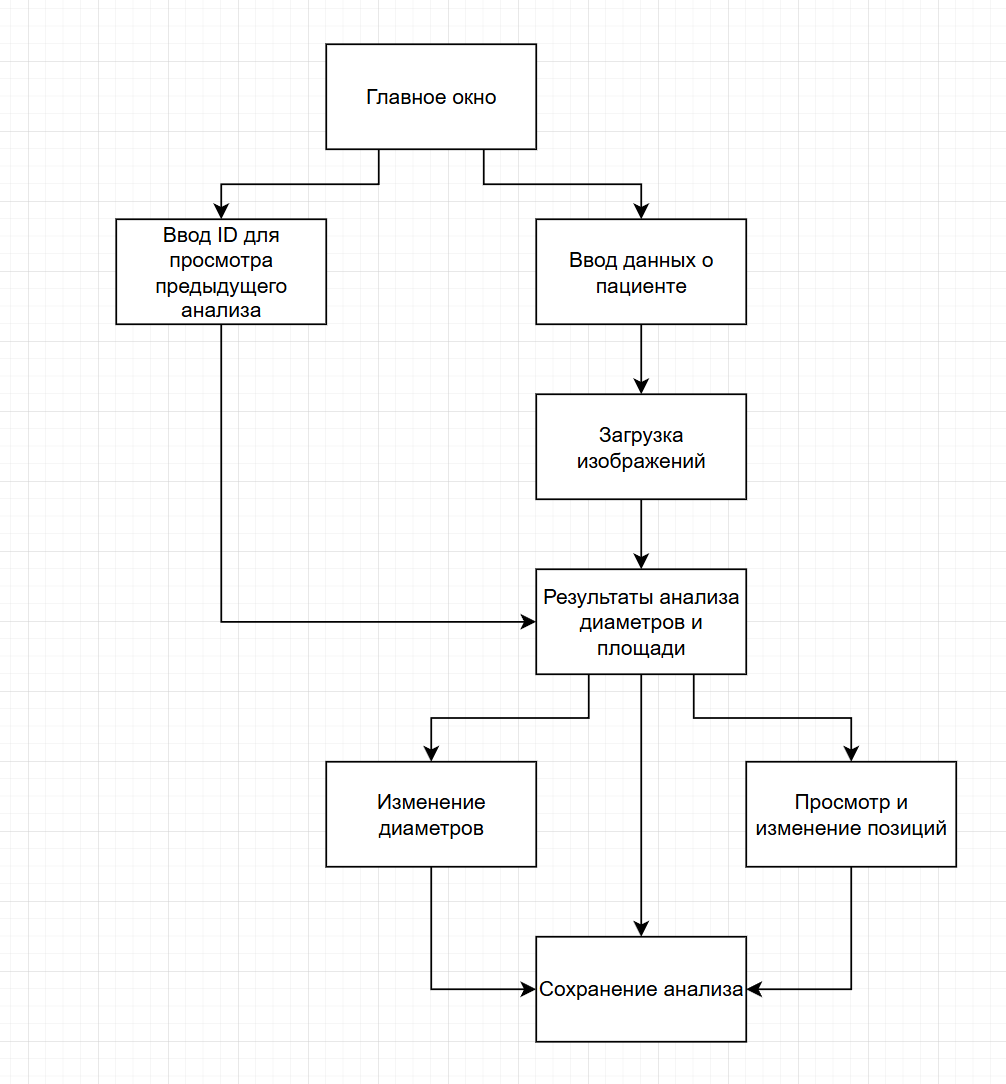 Главное окно
Ввод ID для
просмотра
предыдущего
анализа
Ввод данных о
пациенте
Загрузка
изображений
Результаты анализа
диаметров и
площади
Изменение
диаметров
Просмотр и
изменение позиций
Сохранение анализа